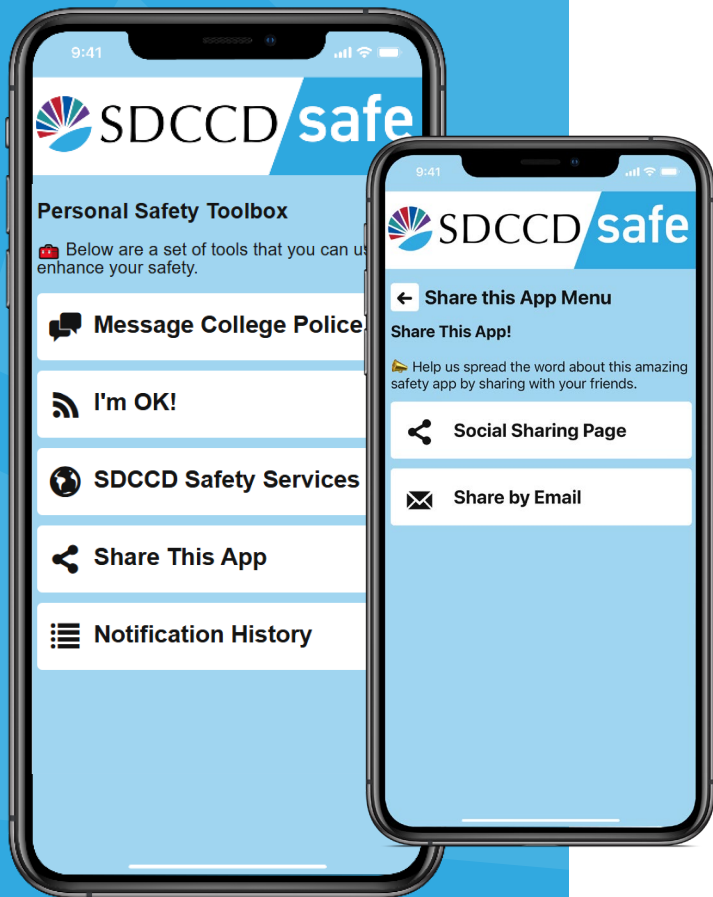 9:41
SDCCD safe
Personal Safety Toolbox
Below are a set of tools that you can
enhance your safety.
Message College Police
I'm OK!
SDCCD Safety Services
Share This App
Notification History
9:41
SDCCD safe
Share this App Menu
Share This App!
Help us spread the word about this amazing
safety app by sharing with your friends.
Social Sharing Page
Share by Email